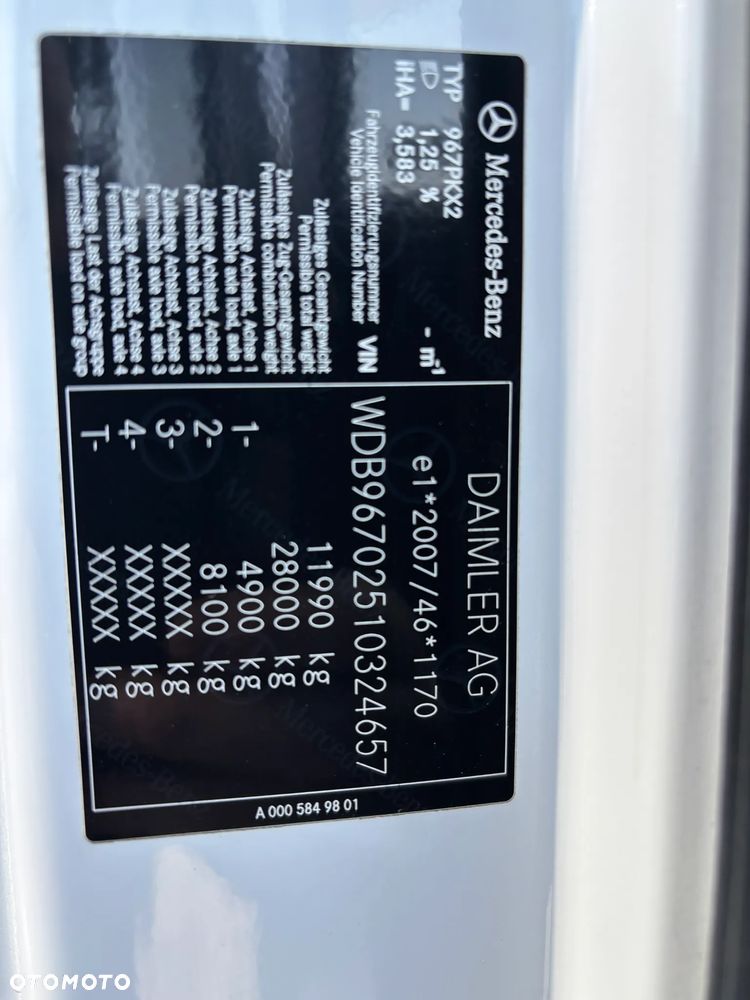 Mercedes-Benz
TYP 967PKX2
1,25 %
iHA= 3,583
- m⁻¹
Fahrzeugidentifizierungsnummer
Vehicle Identification Number
VIN
Zulässiges Gesamtgewicht
Permissible total weight
Zulässiges Zug-Gesamtgewicht
Permissible combination weight
Zulässige Achslast, Achse 1
Permissible axle load, axle 1
Zulässige Achslast, Achse 2
Permissible axle load, axle 2
Zulässige Achslast, Achse 3
Permissible axle load, axle 3
Zulässige Achslast, Achse 4
Permissible axle load, axle 4
Zulässige Last der Achsgruppe
Permissible load on axle group
DAIMLER AG
e1*2007/46*1170
WDB96702510324657
11990 kg
28000 kg
1- 4900 kg
2- 8100 kg
3- XXXXX kg
4- XXXXX kg
T- XXXXX kg
A 000 584 98 01
OTOMOTO